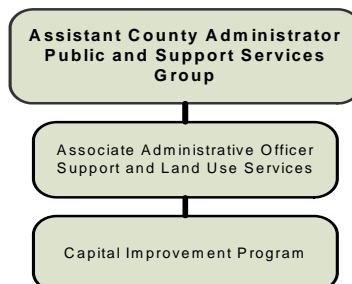 Assistant County Administrator
Public and Support Services
Group
Associate Administrative Officer
Support and Land Use Services
Capital Improvement Program